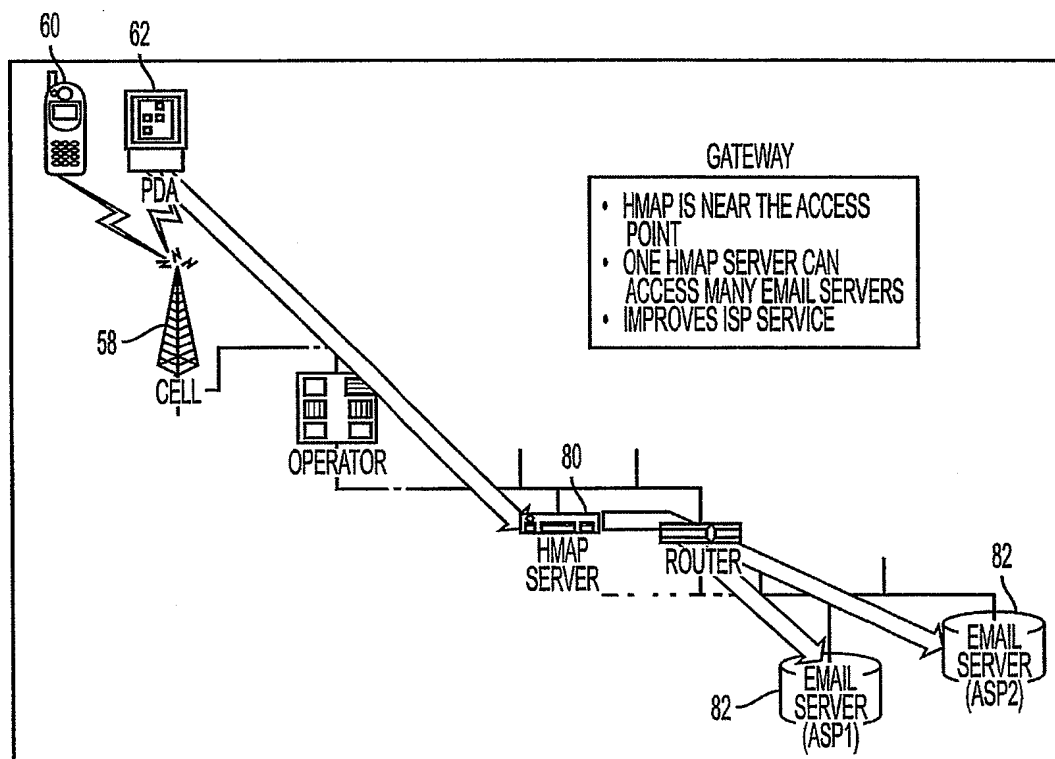 60
62
GATEWAY
• HMAP IS NEAR THE ACCESS
POINT
• ONE HMAP SERVER CAN
ACCESS MANY EMAIL SERVERS
• IMPROVES ISP SERVICE
PDA
58
CELL
OPERATOR
80
HMAP
SERVER
ROUTER
82
EMAIL
SERVER
(ASP2)
82
EMAIL
SERVER
(ASP1)